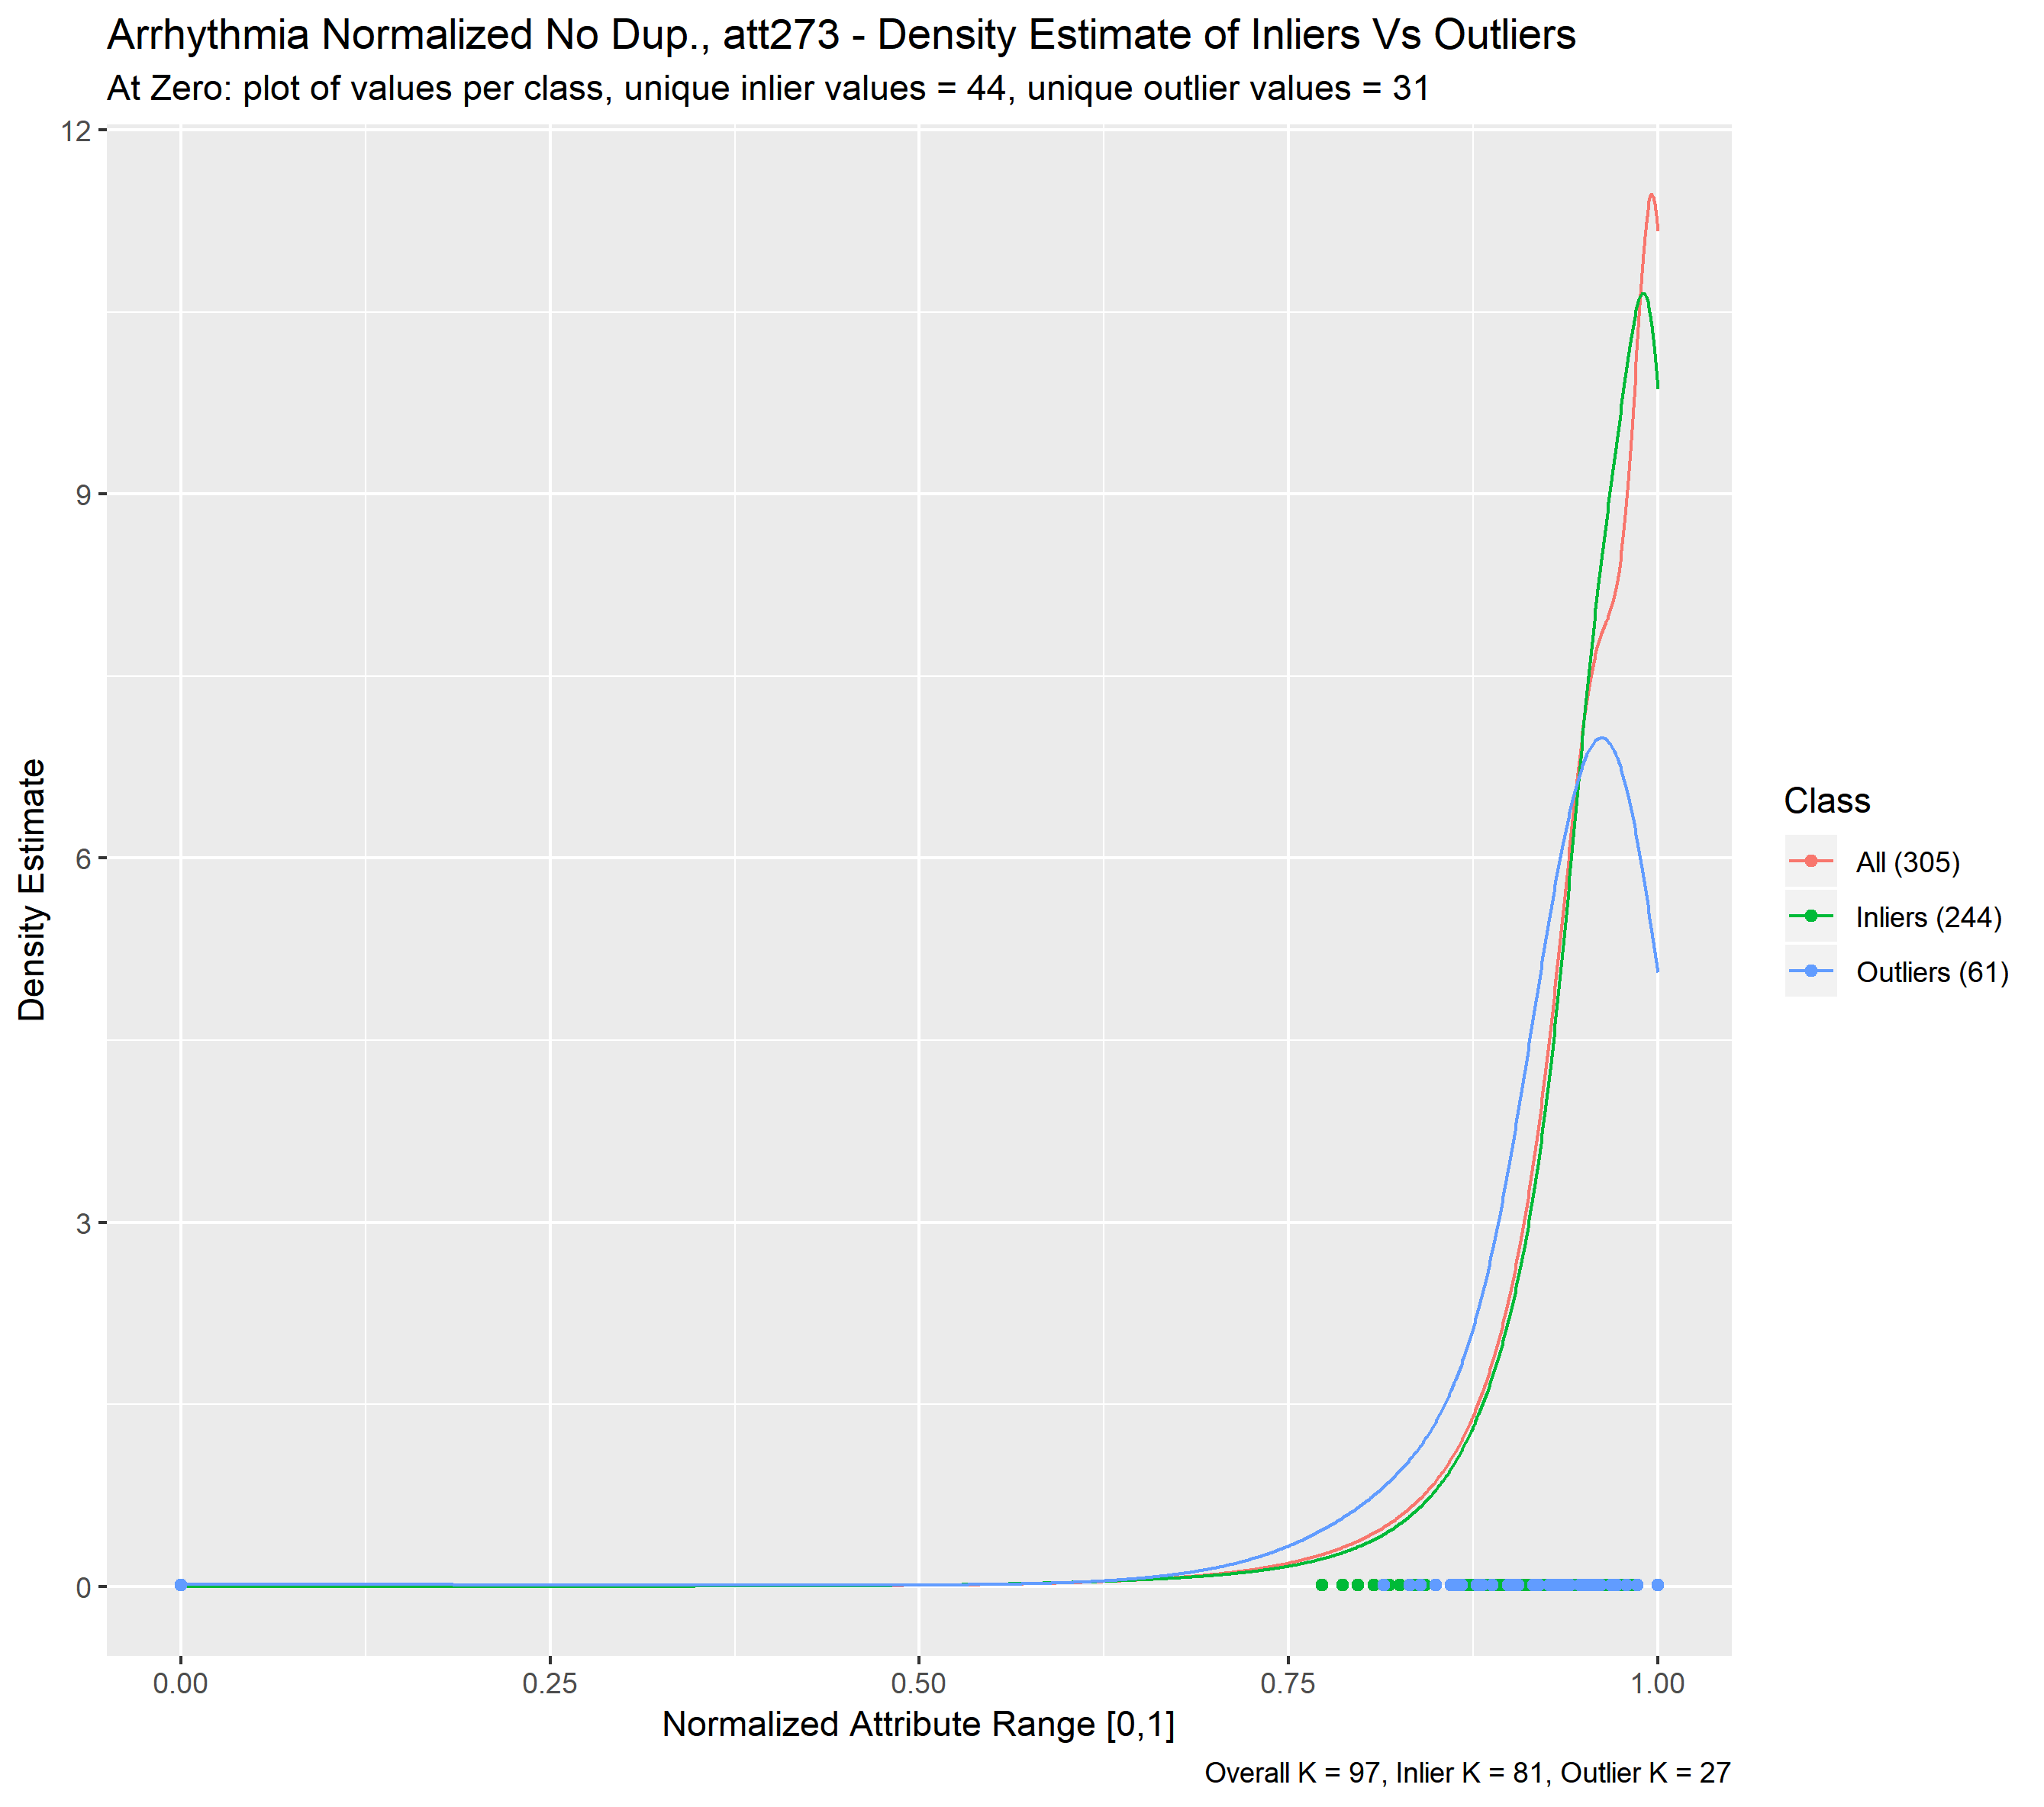 Arrhythmia Normalized No Dup., att273 - Density Estimate of Inliers Vs Outliers
At Zero: plot of values per class, unique inlier values = 44, unique outlier values = 31
12
9
6
3
0
Density Estimate
0.00
0.25
0.50
0.75
1.00
Normalized Attribute Range [0,1]
Overall K = 97, Inlier K = 81, Outlier K = 27
Class
All (305)
Inliers (244)
Outliers (61)